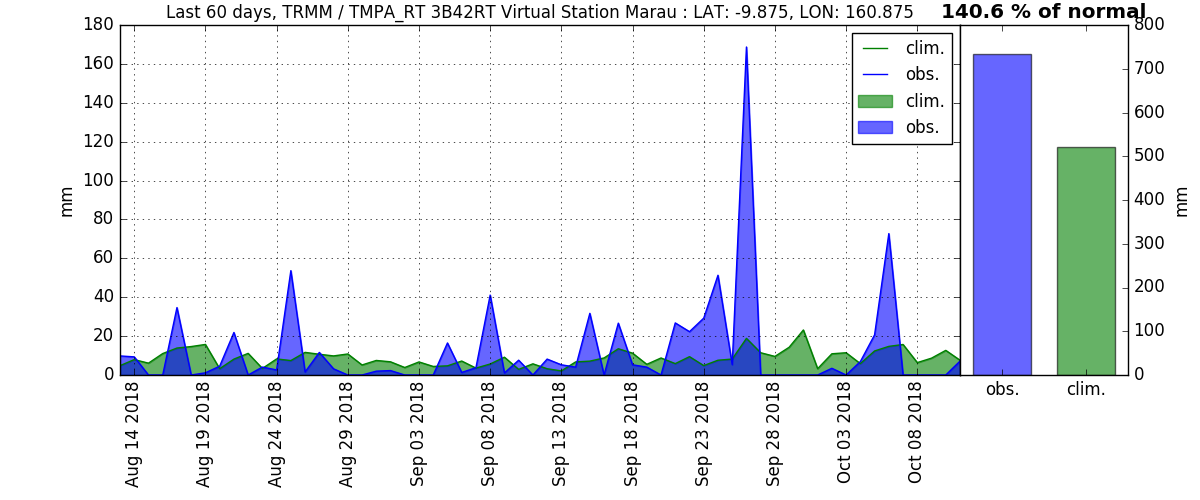 Last 60 days, TRMM / TMPA_RT 3B42RT Virtual Station Marau : LAT: -9.875, LON: 160.875
140.6 % of normal
180
160
140
120
100
80
60
40
20
0
mm
clim.
obs.
clim.
obs.
800
700
600
500
400
300
200
100
0
mm
Aug 14 2018
Aug 19 2018
Aug 24 2018
Aug 29 2018
Sep 03 2018
Sep 08 2018
Sep 13 2018
Sep 18 2018
Sep 23 2018
Sep 28 2018
Oct 03 2018
Oct 08 2018
obs.
clim.